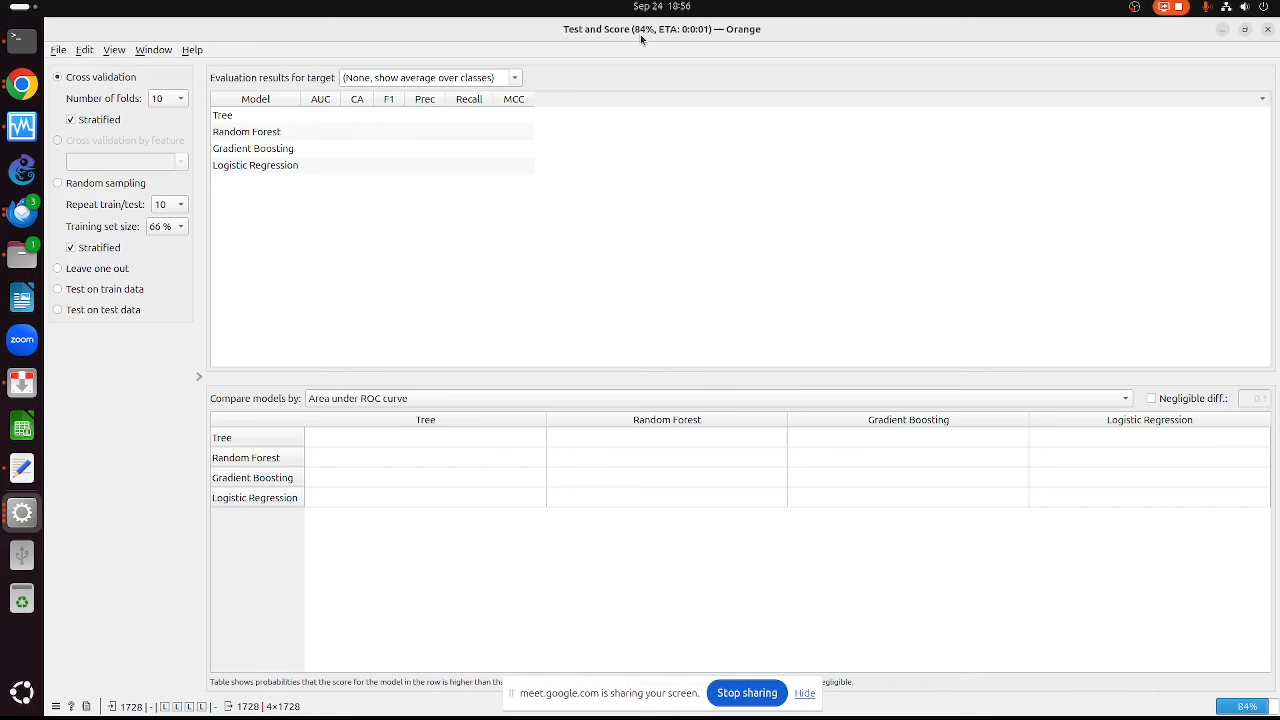 Sep 24 18:56
Test and Score (84%, ETA: 0:0:01) — Orange
File Edit View Window Help
Cross validation
Number of folds: 10
Stratified
Cross validation by feature
Random sampling
Repeat train/test: 10
Training set size: 66 %
Stratified
Leave one out
Test on train data
Test on test data
Evaluation results for target (None, show average over classes)
Model AUC CA F1 Prec Recall MCC
Tree
Random Forest
Gradient Boosting
Logistic Regression
Compare models by: Area under ROC curve Negligible diff.: 0.1
Tree Random Forest Gradient Boosting Logistic Regression
Tree
Random Forest
Gradient Boosting
Logistic Regression
Table shows probabilities that the score for the model in the row is higher tha
negligible.
meet.google.com is sharing your screen. Stop sharing Hide
1728 | - | L L L L | - 1728 | 4×1728
84%
3
1
zoom